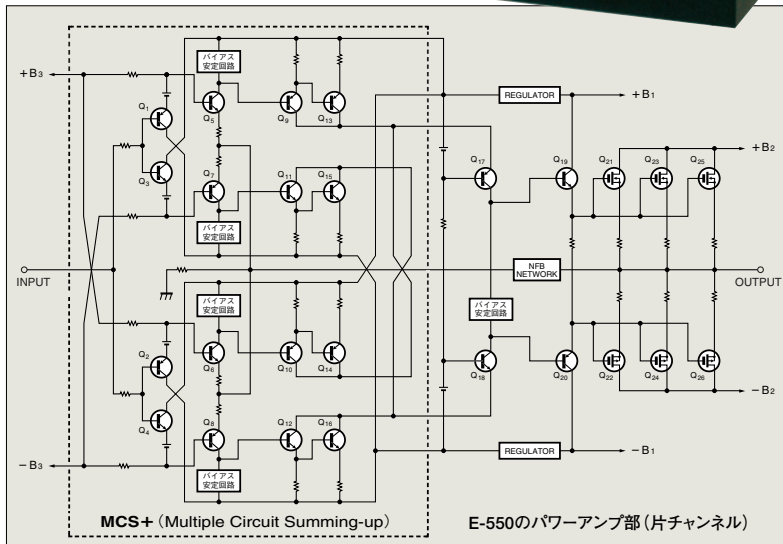 +B3
Q1
Q3
バイアス
安定回路
Q5
Q9
Q13
Q7
Q11
Q15
バイアス
安定回路
INPUT
バイアス
安定回路
Q2
Q4
Q6
Q10
Q14
Q8
Q12
Q16
バイアス
安定回路
−B3
MCS+ (Multiple Circuit Summing-up)
REGULATOR
+B1
Q17
Q19
Q21
Q23
Q25
+B2
NFB
NETWORK
OUTPUT
バイアス
安定回路
Q18
Q20
Q22
Q24
Q26
−B2
REGULATOR
−B1
E-550のパワーアンプ部(片チャンネル)